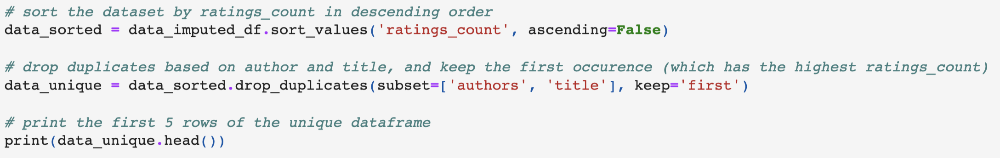 # sort the dataset by ratings_count in descending order
data_sorted = data_imputed_df.sort_values('ratings_count', ascending=False)
# drop duplicates based on author and title, and keep the first occurence (which has the highest ratings_count)
data_unique = data_sorted.drop_duplicates(subset=['authors', 'title'], keep='first')
# print the first 5 rows of the unique dataframe
print(data_unique.head())